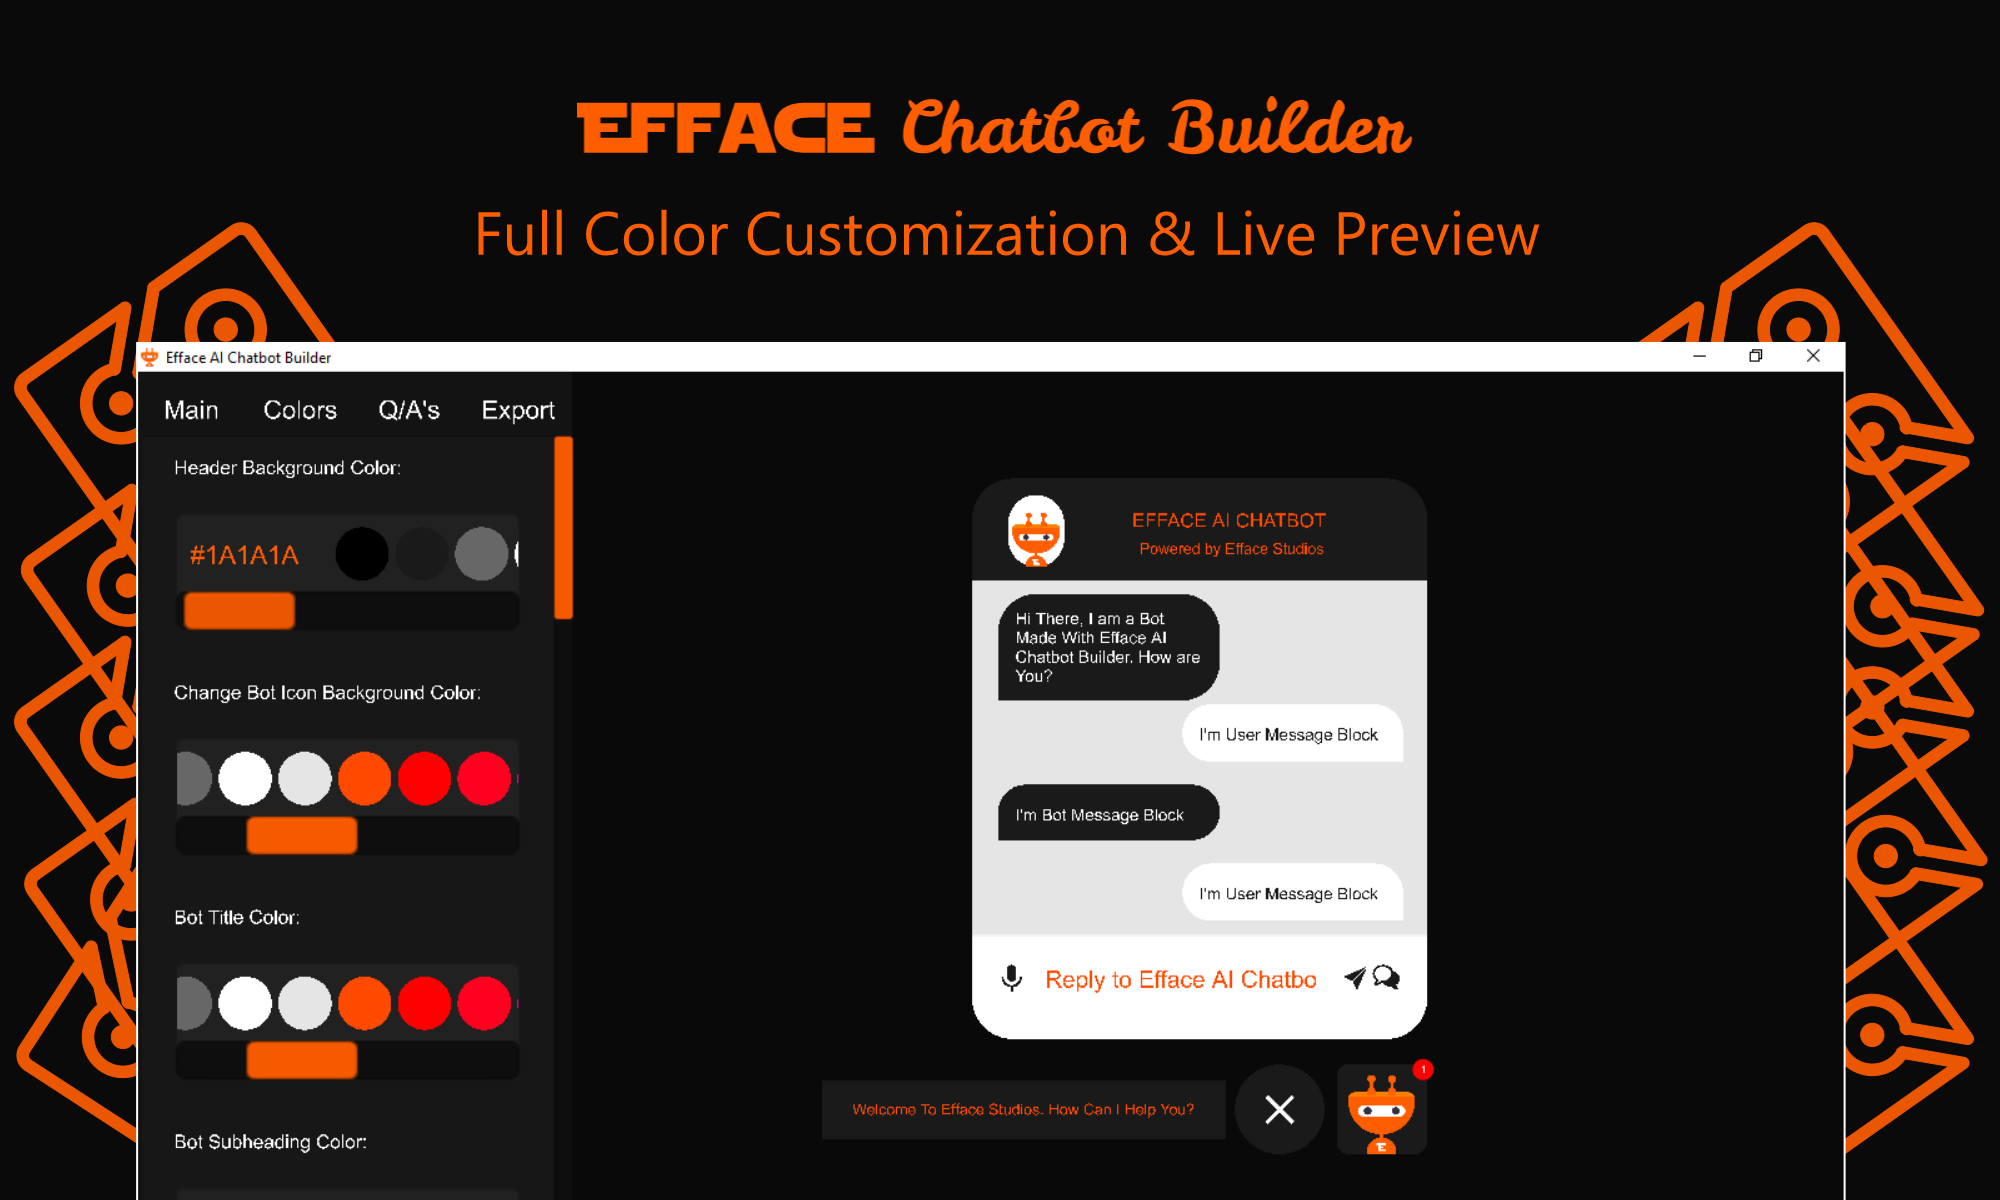 EFFACE Chatbot Builder
Full Color Customization & Live Preview
Efface AI Chatbot Builder
Main Colors Q/A's Export
Header Background Color:
#1A1A1A
Change Bot Icon Background Color:
Bot Title Color:
Bot Subheading Color:
EFFACE AI CHATBOT
Powered by Efface Studios
Hi There, I am a Bot
Made With Efface AI
Chatbot Builder. How are
You?
I'm User Message Block
I'm Bot Message Block
I'm User Message Block
Reply to Efface AI Chatbo
Welcome To Efface Studios. How Can I Help You?
1
E